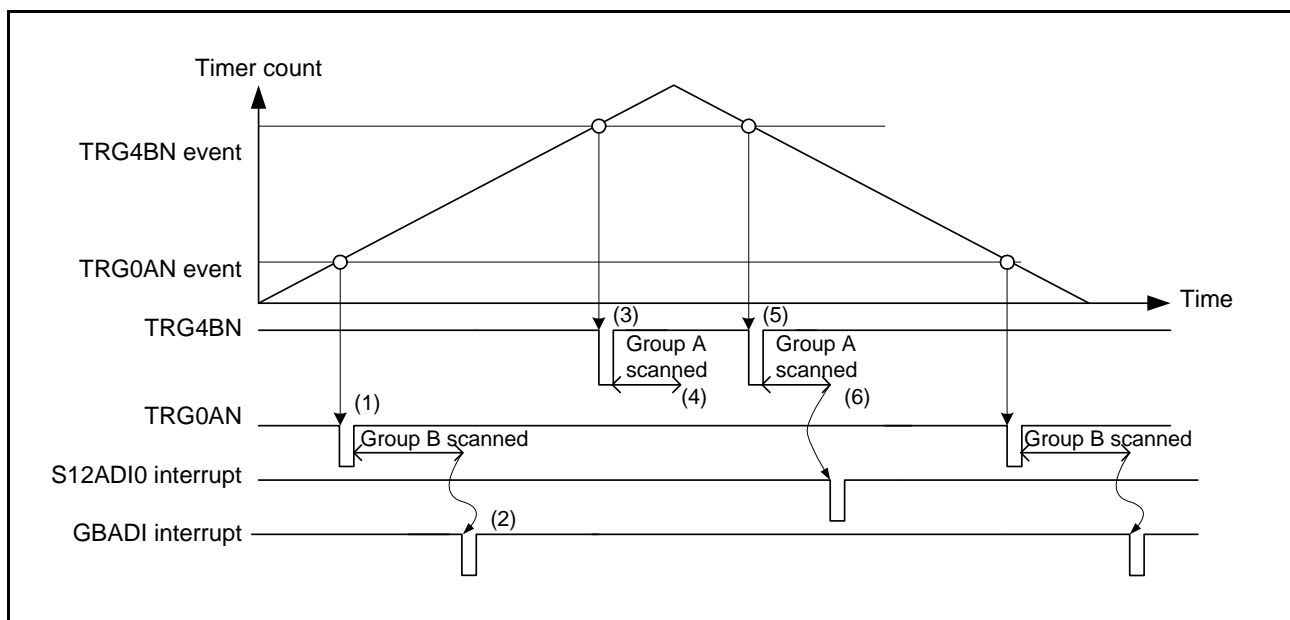 Timer count
TRG4BN event
TRG0AN event
Time
TRG4BN
(3)
(5)
Group A
scanned
Group A
scanned
(4)
(6)
TRG0AN
(1)
Group B scanned
Group B scanned
S12ADI0 interrupt
GBADI interrupt
(2)